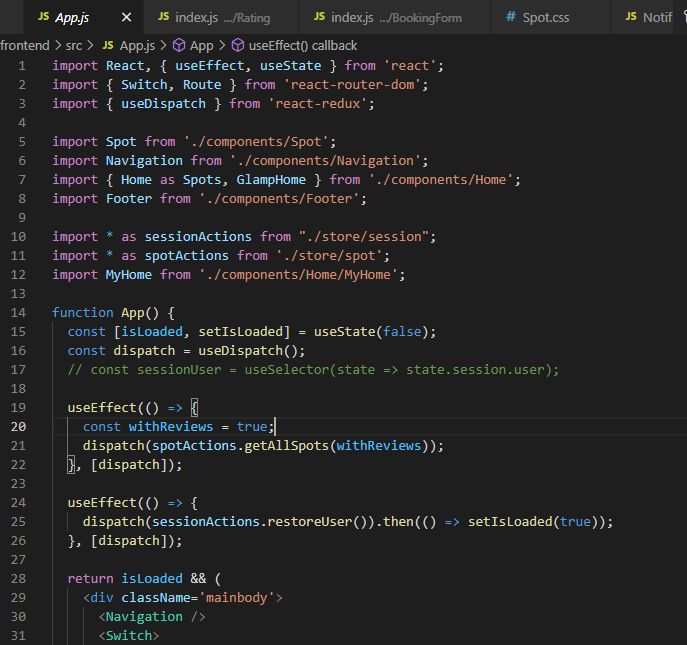 JS App.js × JS index.js .../Rating JS index.js .../BookingForm # Spot.css JS Notif
frontend > src > JS App.js > App > useEffect() callback
1 import React, { useEffect, useState } from 'react';
2 import { Switch, Route } from 'react-router-dom';
3 import { useDispatch } from 'react-redux';
4
5 import Spot from './components/Spot';
6 import Navigation from './components/Navigation';
7 import { Home as Spots, GlampHome } from './components/Home';
8 import Footer from './components/Footer';
9
10 import * as sessionActions from "./store/session";
11 import * as spotActions from './store/spot';
12 import MyHome from './components/Home/MyHome';
13
14 function App() {
15 const [isLoaded, setIsLoaded] = useState(false);
16 const dispatch = useDispatch();
17 // const sessionUser = useSelector(state => state.session.user);
18
19 useEffect(() => {
20 const withReviews = true;
21 dispatch(spotActions.getAllSpots(withReviews));
22 }, [dispatch]);
23
24 useEffect(() => {
25 dispatch(sessionActions.restoreUser()).then(() => setIsLoaded(true));
26 }, [dispatch]);
27
28 return isLoaded && (
29 <div className='mainbody'>
30 <Navigation />
31 <Switch>